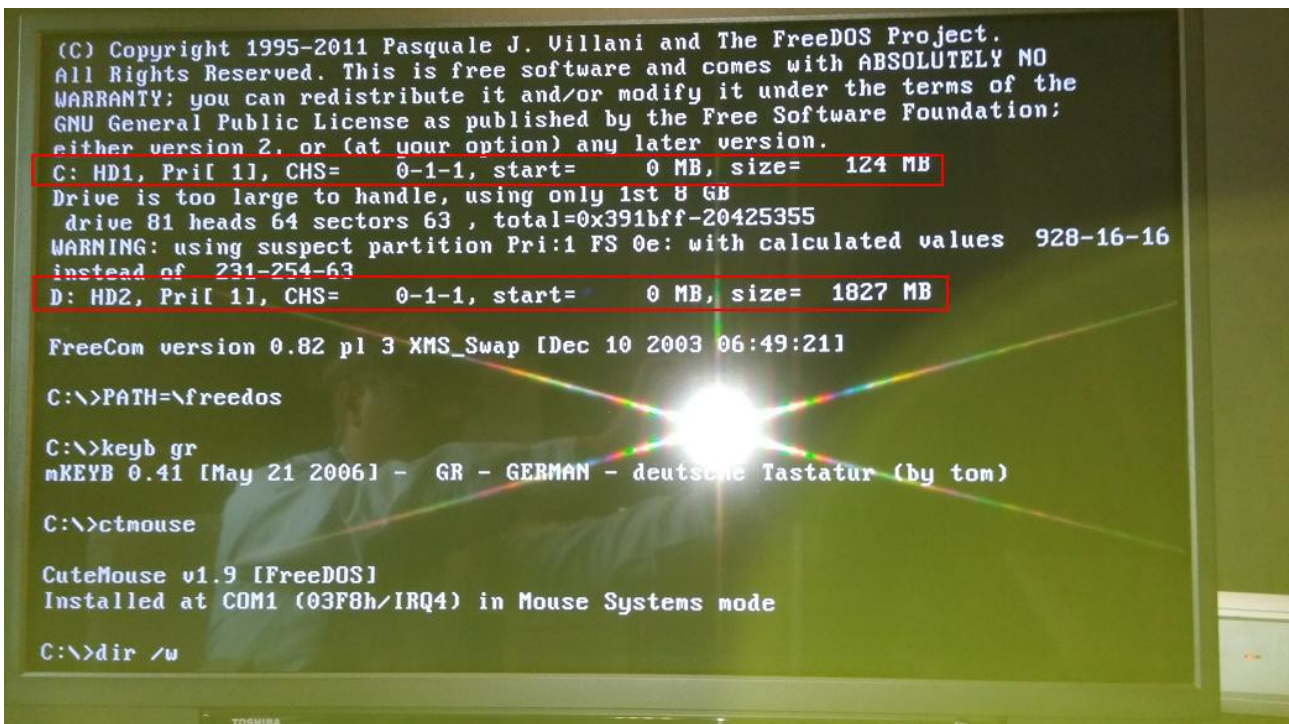 (C) Copyright 1995-2011 Pasquale J. Villani and The FreeDOS Project.
All Rights Reserved. This is free software and comes with ABSOLUTELY NO
WARRANTY; you can redistribute it and/or modify it under the terms of the
GNU General Public License as published by the Free Software Foundation;
either version 2, or (at your option) any later version.
C: HD1, Pri[ 1], CHS=    0-1-1, start=     0 MB, size=   124 MB
Drive is too large to handle, using only 1st 8 GB
 drive 81 heads 64 sectors 63 , total=0x391bff-20425355
WARNING: using suspect partition Pri:1 FS 0e: with calculated values  928-16-16
instead of  231-254-63
D: HD2, Pri[ 1], CHS=    0-1-1, start=     0 MB, size=  1827 MB
FreeCom version 0.82 pl 3 XMS_Swap [Dec 10 2003 06:49:21]
C:\>PATH=\freedos
C:\>keyb gr
mKEYB 0.41 [May 21 2006] -  GR - GERMAN - deutsche Tastatur (by tom)
C:\>ctmouse
CuteMouse v1.9 [FreeDOS]
Installed at COM1 (03F8h/IRQ4) in Mouse Systems mode
C:\>dir /w
TOSHIBA